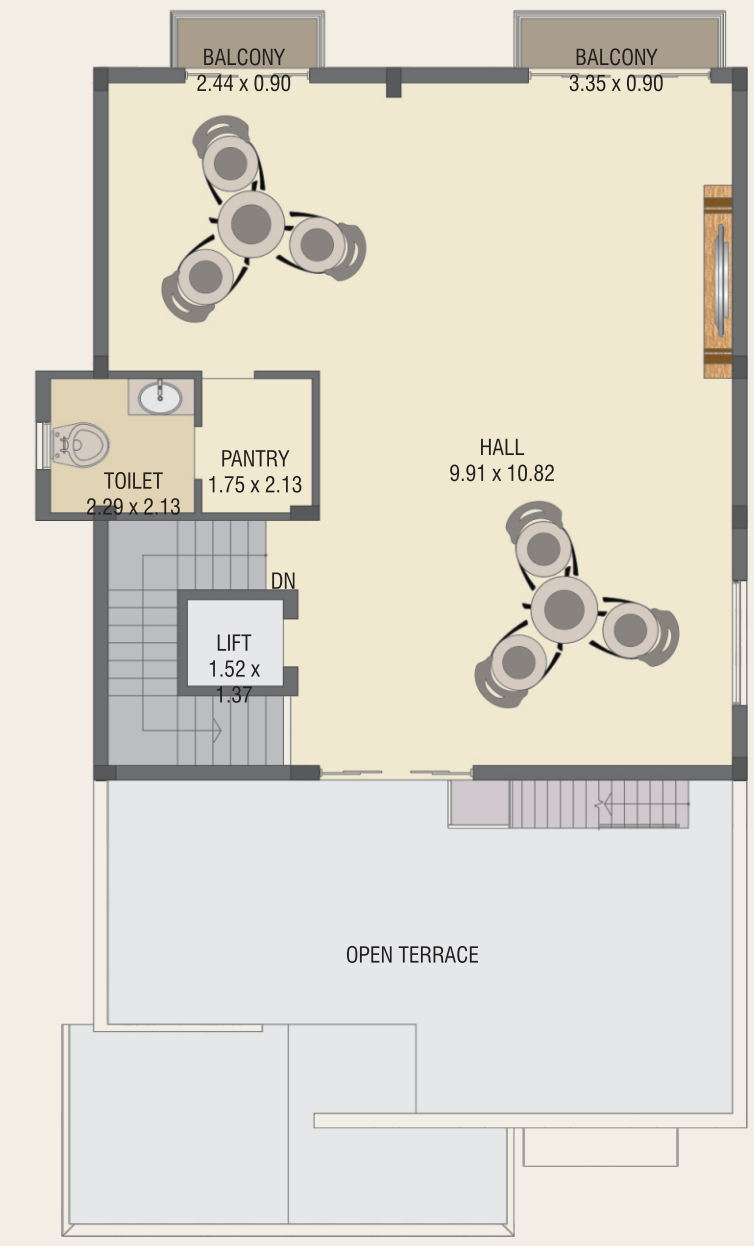 BALCONY
2.44 x 0.90
BALCONY
3.35 x 0.90
HALL
9.91 x 10.82
PANTRY
1.75 x 2.13
TOILET
2.29 x 2.13
DN
LIFT
1.52 x
1.37
OPEN TERRACE